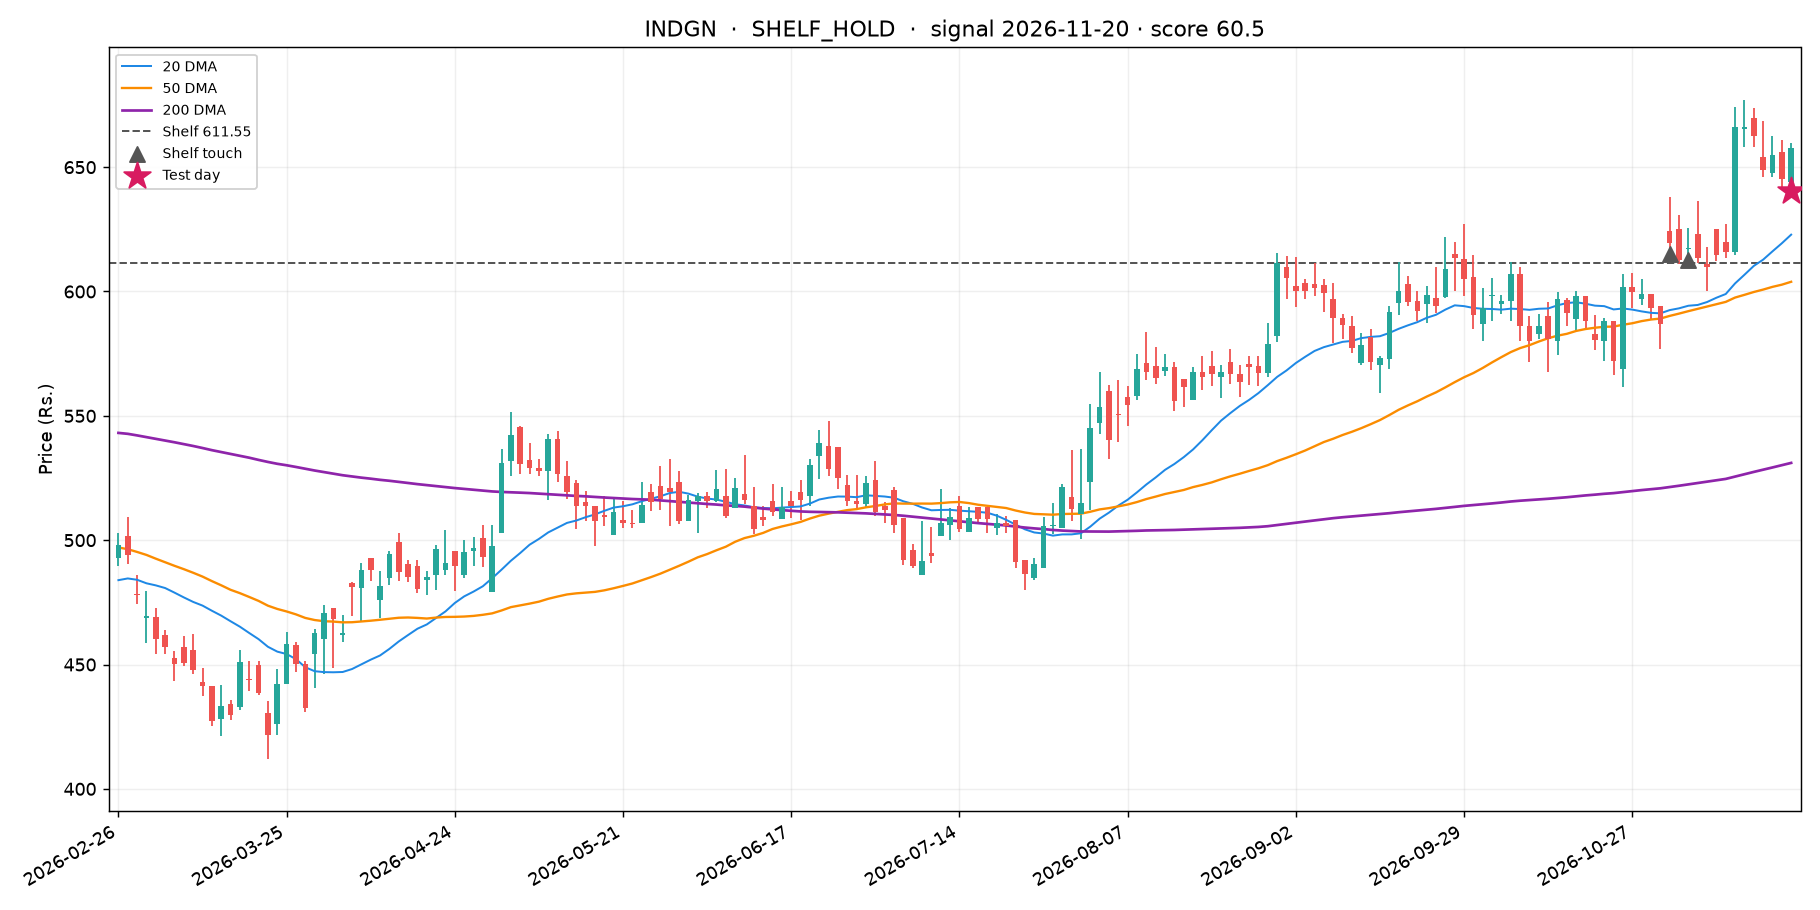 INDGN · SHELF_HOLD · signal 2026-11-20 · score 60.5
20 DMA
50 DMA
200 DMA
Shelf 611.55
Shelf touch
Test day
Price (Rs.)
650
600
550
500
450
400
2026-02-26
2026-03-25
2026-04-24
2026-05-21
2026-06-17
2026-07-14
2026-08-07
2026-09-02
2026-09-29
2026-10-27